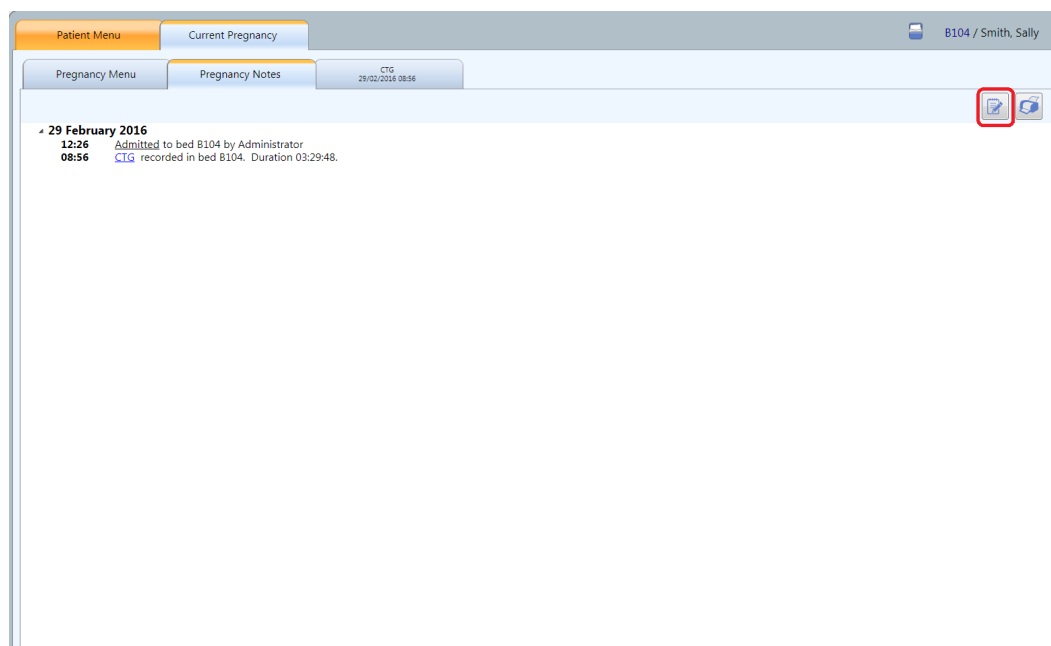 Patient Menu
Current Pregnancy
B104 / Smith, Sally
Pregnancy Menu
Pregnancy Notes
CTG
29/02/2016 08:56
29 February 2016
12:26 Admitted to bed B104 by Administrator
08:56 CTG recorded in bed B104. Duration 03:29:48.